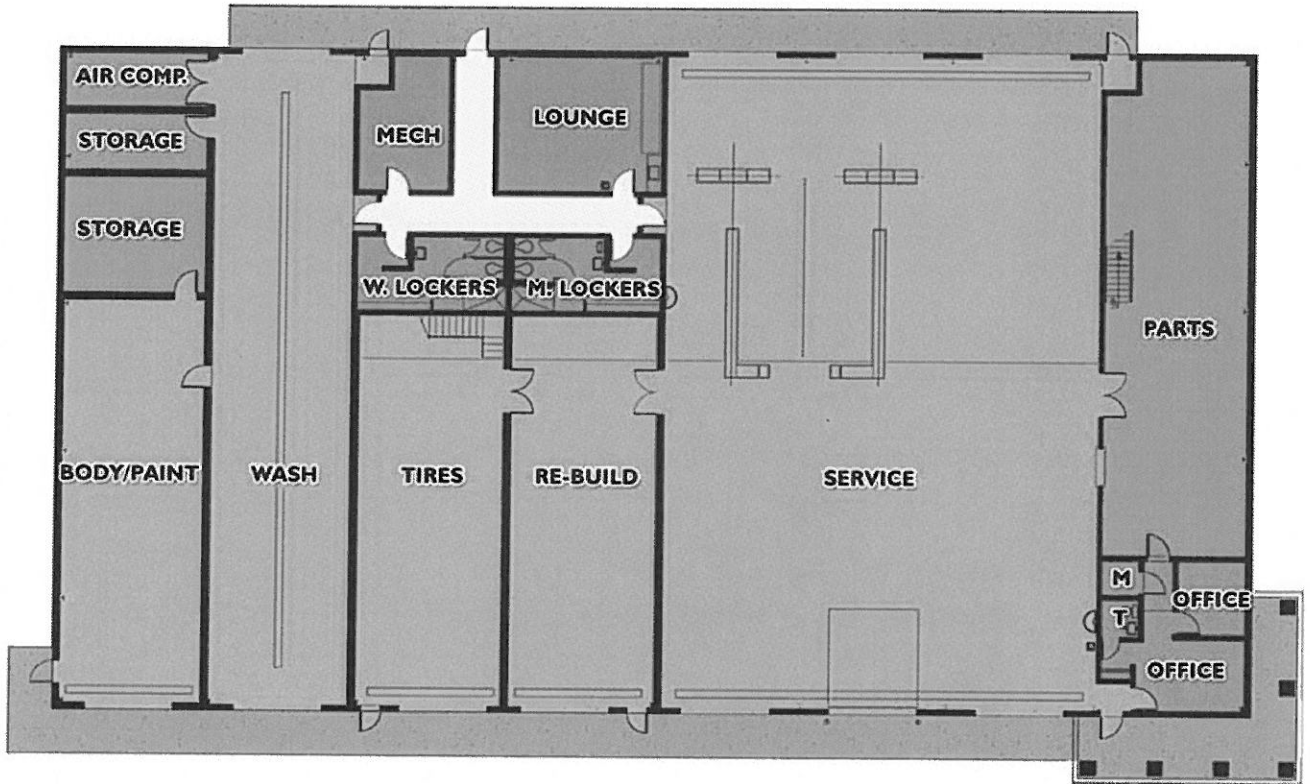 AIR COMP.
STORAGE
MECH
LOUNGE
STORAGE
W. LOCKERS
M. LOCKERS
PARTS
BODY/PAINT
WASH
TIRES
RE-BUILD
SERVICE
M
OFFICE
T
OFFICE